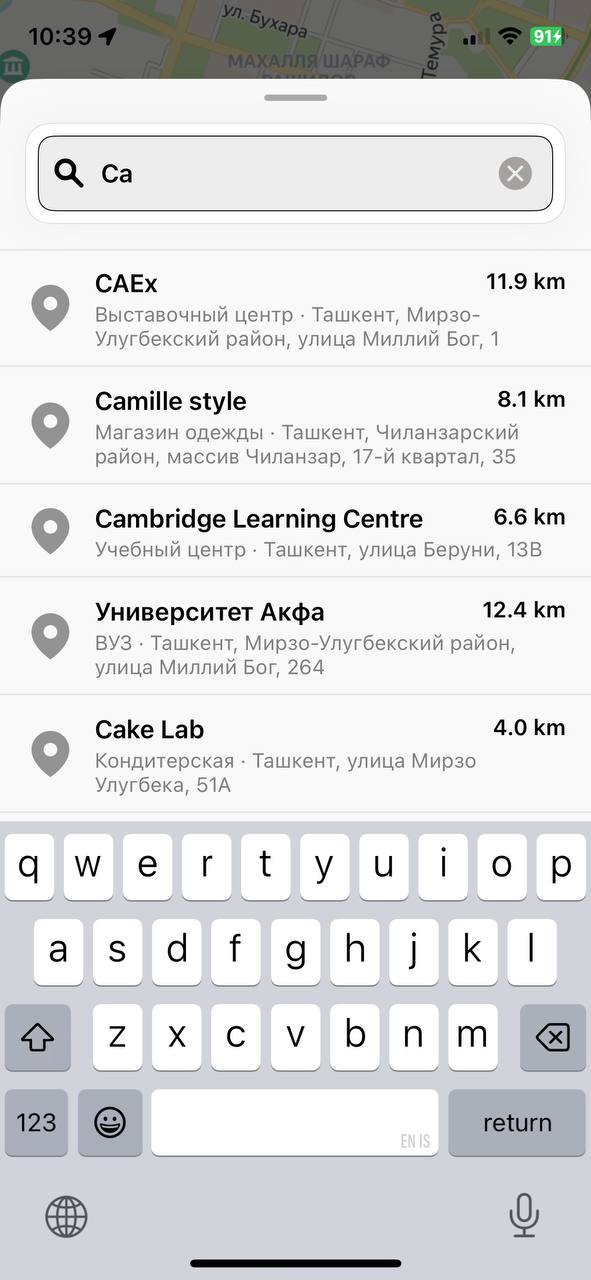 ул. Бухара
10:39
91
Темура
МАХАЛЛЯ ШАРАФ
РАШИДОВ
Ca
CAEx
11.9 km
Выставочный центр · Ташкент, Мирзо-
Улугбекский район, улица Миллий Бог, 1
Camille style
8.1 km
Магазин одежды · Ташкент, Чиланзарский
район, массив Чиланзар, 17-й квартал, 35
Cambridge Learning Centre
6.6 km
Учебный центр · Ташкент, улица Беруни, 13В
Университет Акфа
12.4 km
ВУЗ · Ташкент, Мирзо-Улугбекский район,
улица Миллий Бог, 264
Cake Lab
4.0 km
Кондитерская · Ташкент, улица Мирзо
Улугбека, 51А
q w e r t y u i o p
a s d f g h j k l
z x c v b n m
123
EN IS
return